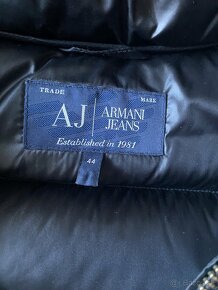 TRADE MARK
AJ ARMANI
JEANS
Established in 1981
44